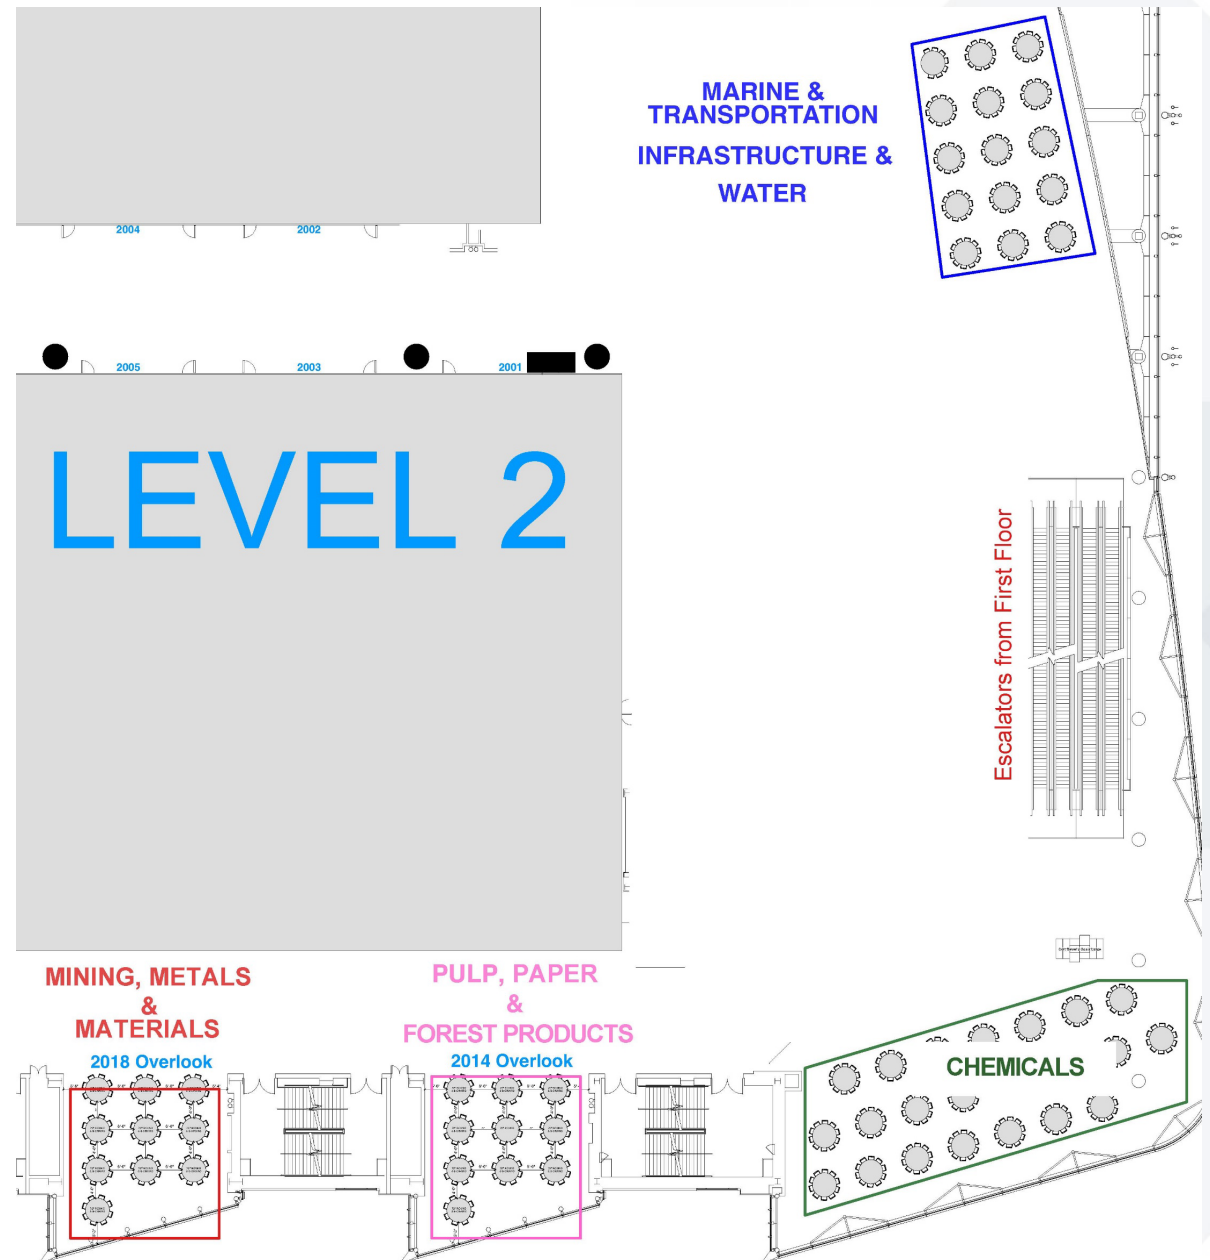 MARINE &
TRANSPORTATION
INFRASTRUCTURE &
WATER
2004
2002
2005
2003
2001
LEVEL 2
Escalators from First Floor
MINING, METALS
&
MATERIALS
2018 Overlook
PULP, PAPER
&
FOREST PRODUCTS
2014 Overlook
CHEMICALS